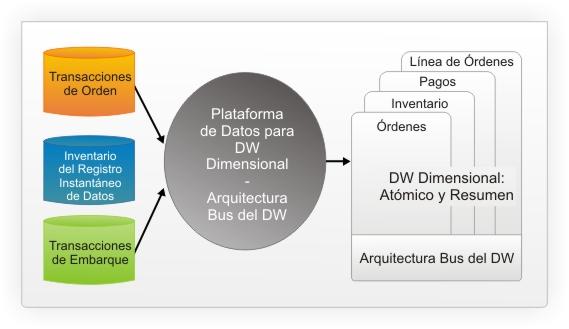 Transacciones
de Orden
Inventario
del Registro
Instantáneo
de Datos
Transacciones
de Embarque
Plataforma
de Datos para
DW
Dimensional
-
Arquitectura
Bus del DW
Línea de Órdenes
Pagos
Inventario
Órdenes
DW Dimensional:
Atómico y Resumen
Arquitectura Bus del DW